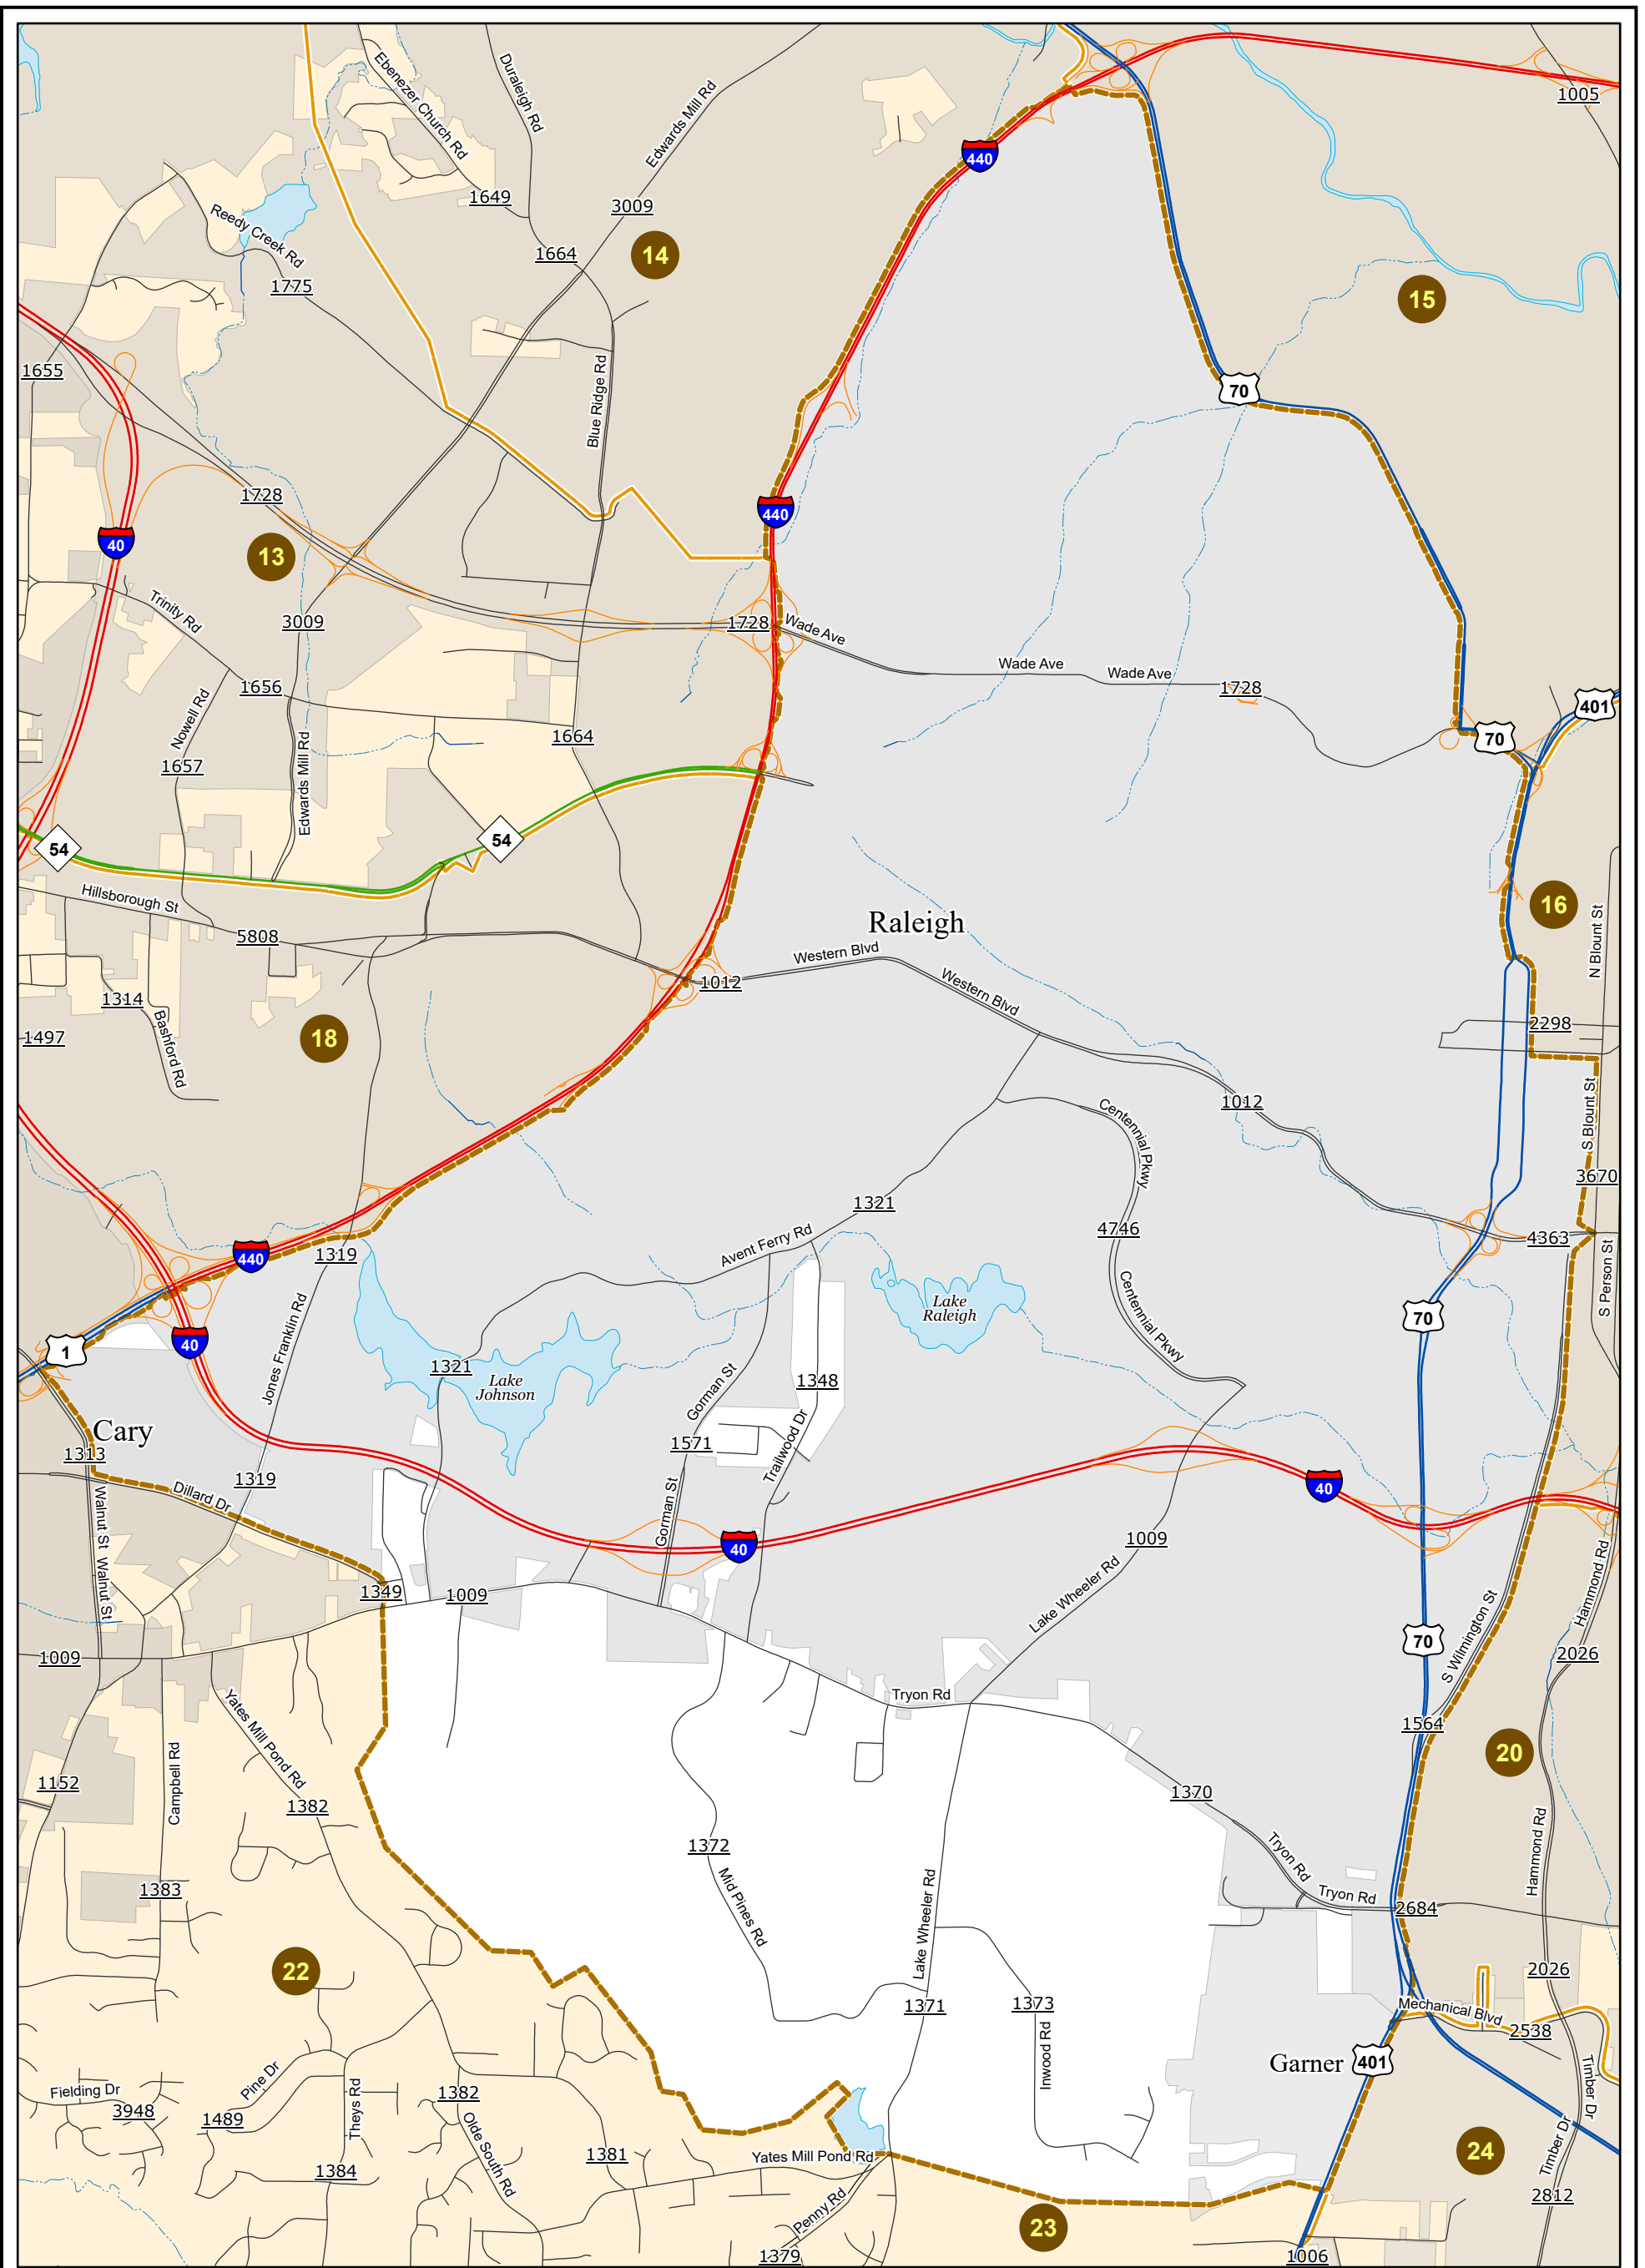 Ebenezer Church Rd
Duraleigh Rd
Edwards Mill Rd
1005
440
1649
3009
Reedy Creek Rd
1664
14
1775
15
1655
Blue Ridge Rd
70
1728
440
40
13
Trinity Rd
3009
1728
Wade Ave
Wade Ave
Wade Ave
1728
1656
Nowell Rd
401
1664
70
1657
Edwards Mill Rd
54
54
Hillsborough St
16
Raleigh
5808
N Blount St
Western Blvd
1012
Western Blvd
1314
2298
1497
18
Bashford Rd
1012
Centennial Pkwy
S Blount St
3670
1321
4746
Avent Ferry Rd
4363
440
1319
S Person St
Lake
Raleigh
Centennial Pkwy
70
1
40
Jones Franklin Rd
1321
Lake
Johnson
1348
Gorman St
Cary
1313
1571
Trailwood Dr
1319
40
Dillard Dr
Gorman St
Walnut St
40
1009
Hammond Rd
1349
1009
Walnut St
Lake Wheeler Rd
70
S Wilmington St
1009
2026
Tryon Rd
Yates Mill Pond Rd
1564
20
1152
Campbell Rd
1382
1370
1372
Hammond Rd
Tryon Rd
1383
Mid Pines Rd
Tryon Rd
2684
Lake Wheeler Rd
22
2026
1371
1373
Mechanical Blvd
2538
Garner
401
Inwood Rd
Timber Dr
Pine Dr
Fielding Dr
1382
3948
1489
Theys Rd
Olde South Rd
1381
Yates Mill Pond Rd
24
Timber Dr
1384
2812
Penny Rd
23
1379
1006